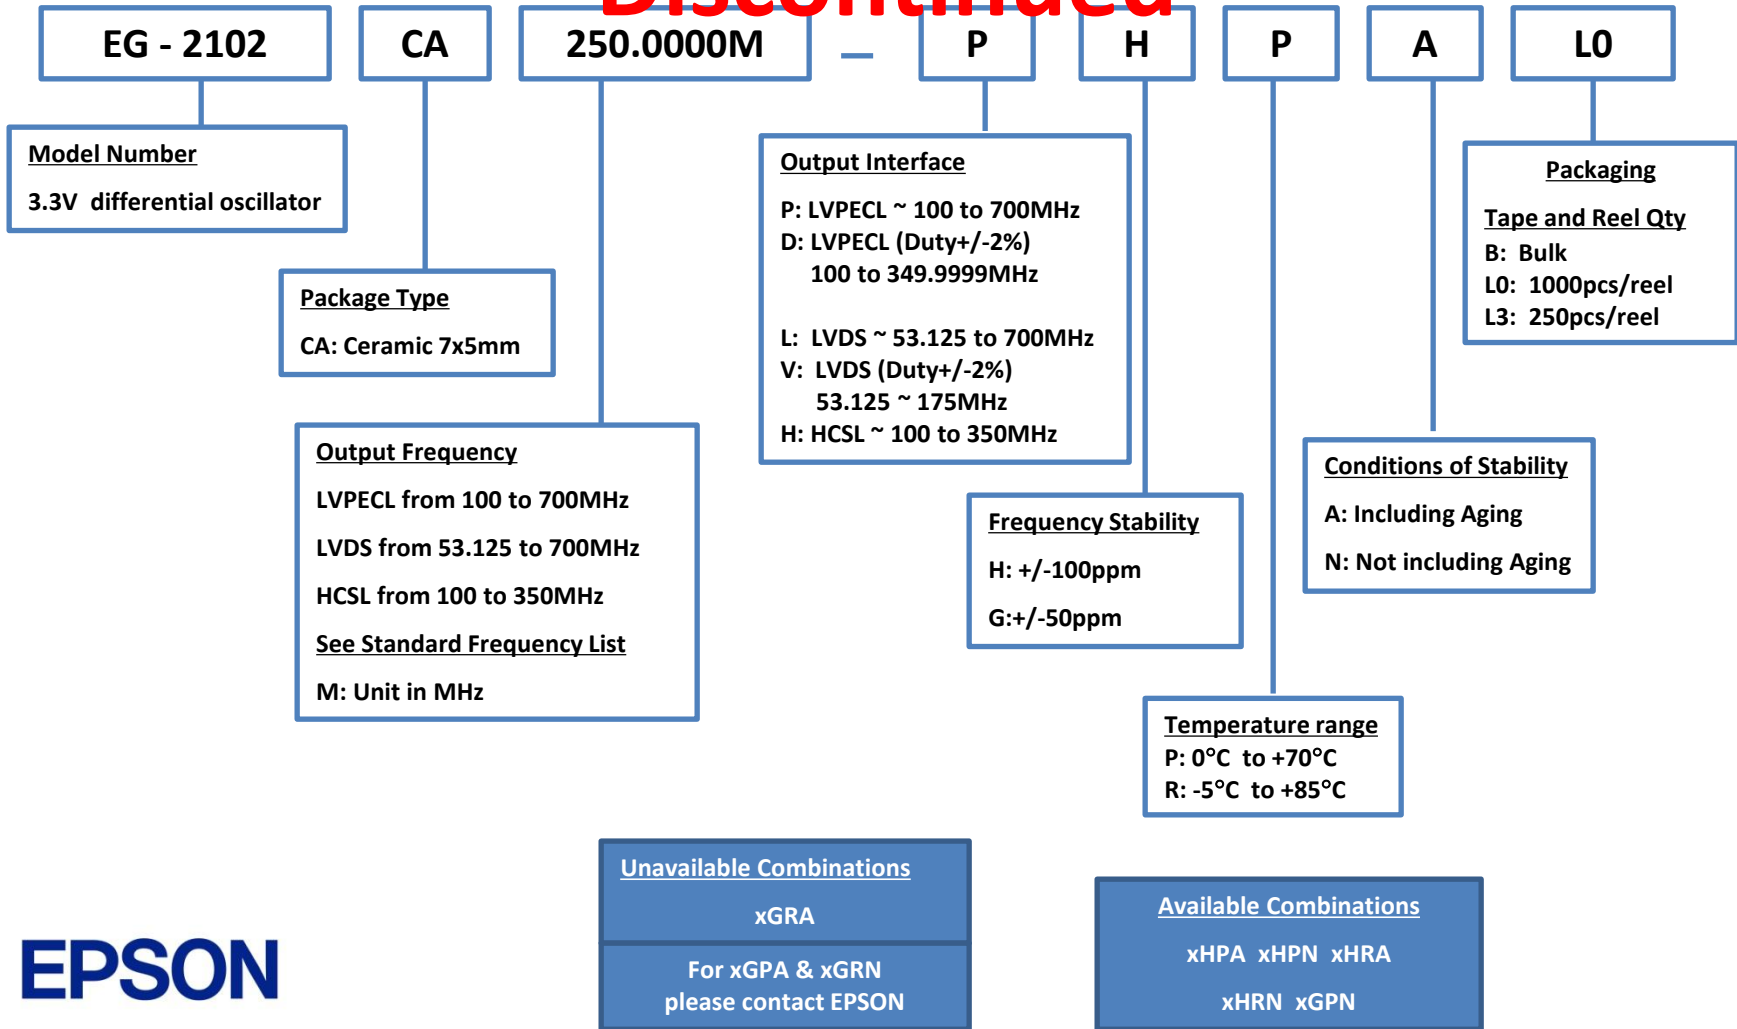 Discontinued
EG - 2102
CA
250.0000M
_
P
H
P
A
L0
Model Number
3.3V differential oscillator
Package Type
CA: Ceramic 7x5mm
Output Frequency
LVPECL from 100 to 700MHz
LVDS from 53.125 to 700MHz
HCSL from 100 to 350MHz
See Standard Frequency List
M: Unit in MHz
Output Interface
P: LVPECL ~ 100 to 700MHz
D: LVPECL (Duty+/-2%)
100 to 349.9999MHz
L: LVDS ~ 53.125 to 700MHz
V: LVDS (Duty+/-2%)
53.125 ~ 175MHz
H: HCSL ~ 100 to 350MHz
Frequency Stability
H: +/-100ppm
G:+/-50ppm
Temperature range
P: 0°C to +70°C
R: -5°C to +85°C
Conditions of Stability
A: Including Aging
N: Not including Aging
Packaging
Tape and Reel Qty
B: Bulk
L0: 1000pcs/reel
L3: 250pcs/reel
Unavailable Combinations
xGRA
For xGPA & xGRN
please contact EPSON
Available Combinations
xHPA xHPN xHRA
xHRN xGPN
EPSON